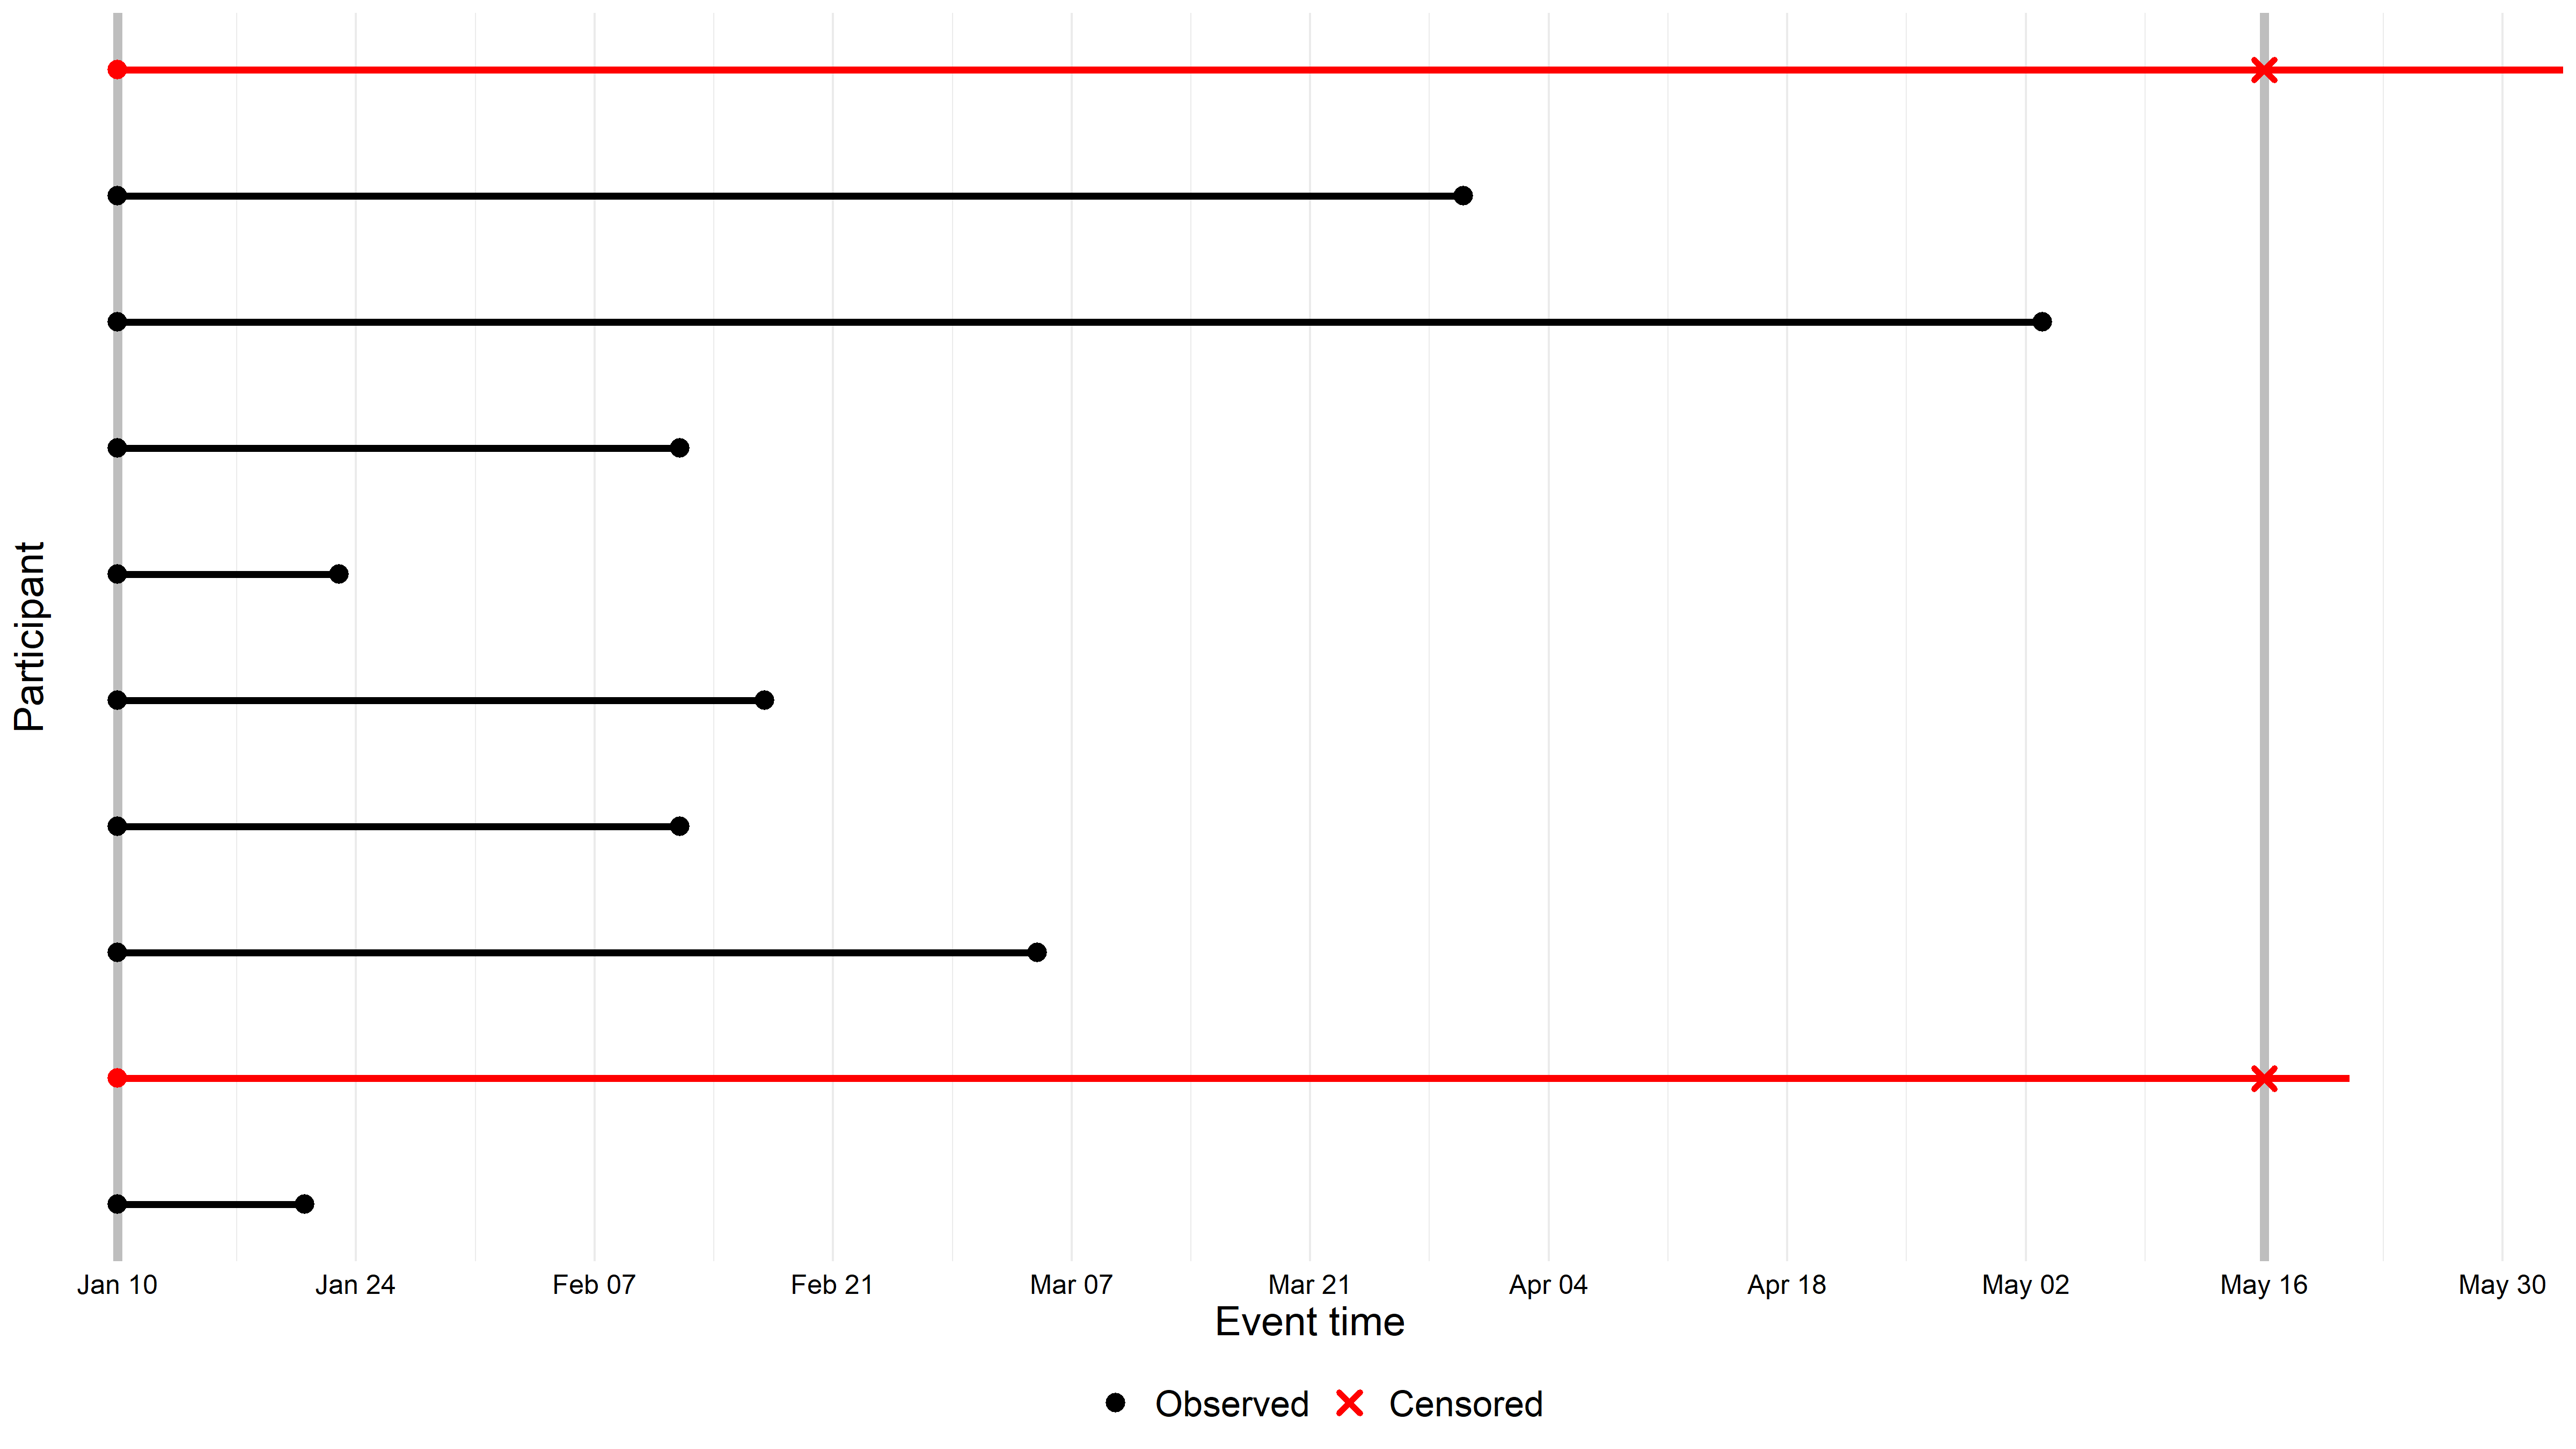 Participant
Jan 10 Jan 24 Feb 07 Feb 21 Mar 07 Mar 21 Apr 04 Apr 18 May 02 May 16 May 30
Event time
Observed Censored